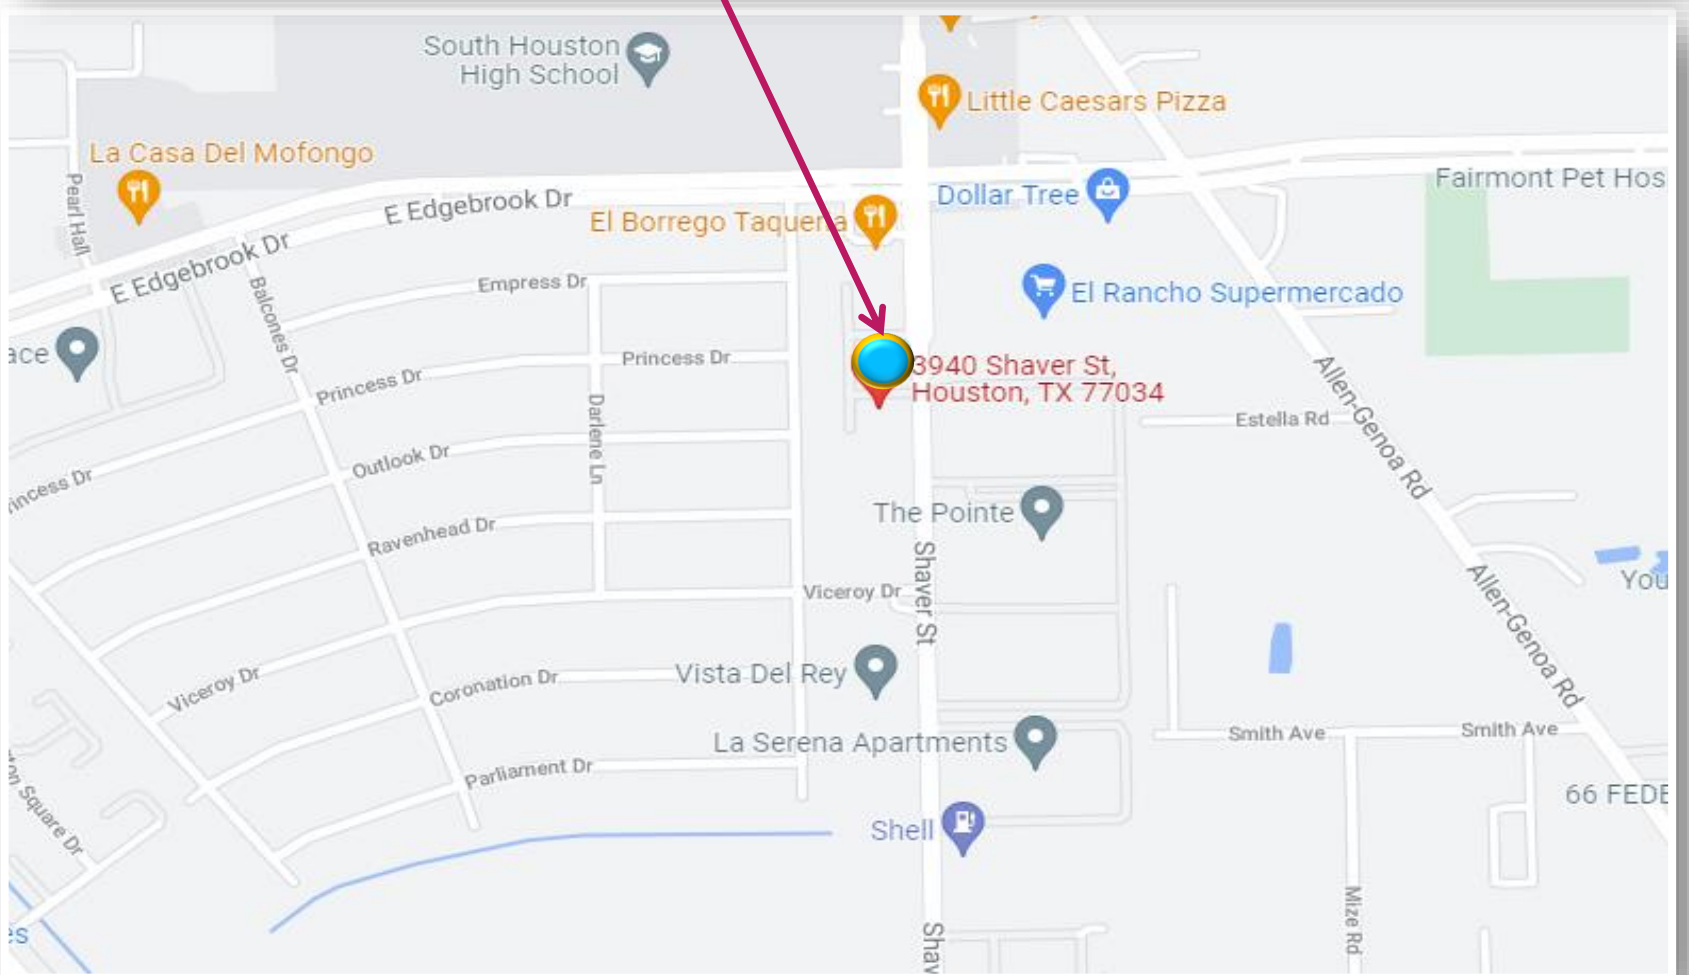 South Houston
High School
Little Caesars Pizza
La Casa Del Mofongo
Pearl Hall
E Edgebrook Dr
Dollar Tree
Fairmont Pet Hos
El Borrego Taqueria
E Edgebrook Dr
Balcones Dr
Empress Dr
El Rancho Supermercado
ace
Princess Dr
Princess Dr
3940 Shaver St,
Houston, TX 77034
Darlene Ln
Allen-Genoa Rd
Estella Rd
Outlook Dr
incess Dr
The Pointe
Ravenhead Dr
Shaver St
Allen-Genoa Rd
You
Viceroy Dr
Viceroy Dr
Vista Del Rey
Coronation Dr
La Serena Apartments
Smith Ave
Smith Ave
Parliament Dr
ton Square Dr
66 FEDE
Shell
Mize Rd
Shav
es